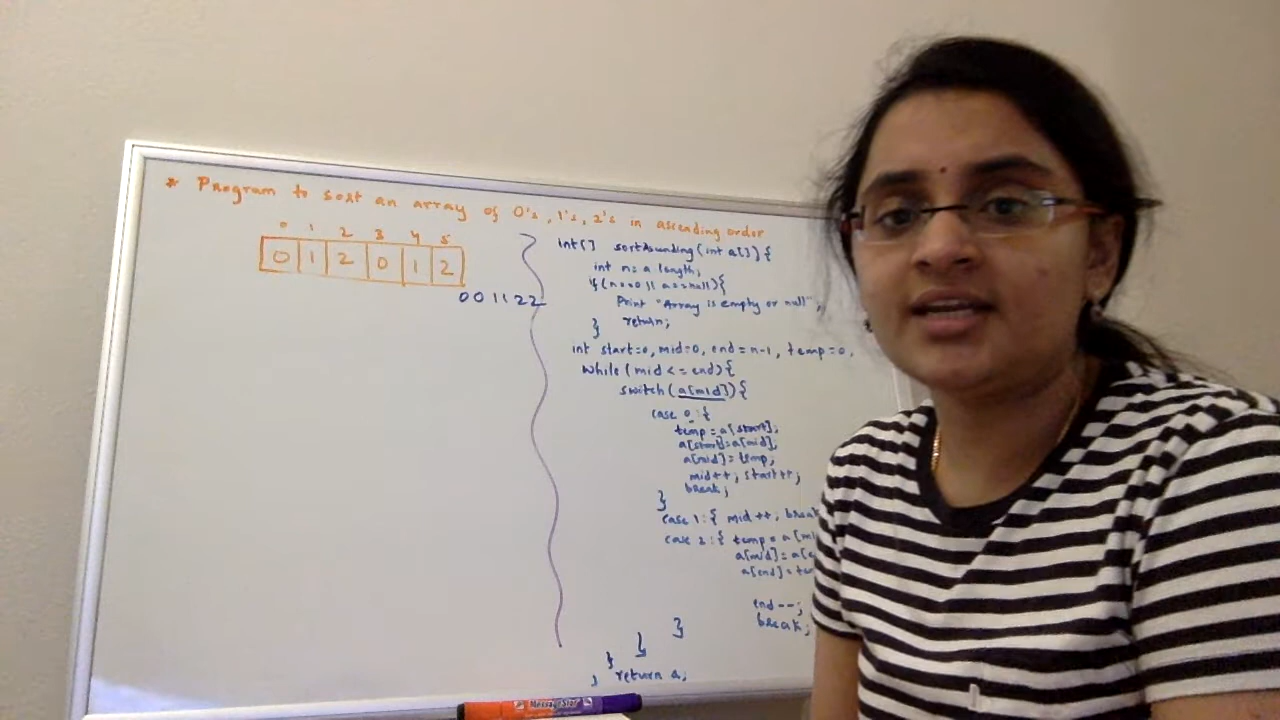 * Program to sort an array of 0's, 1's, 2's in ascending order
0 1 2 3 4 5
0 1 2 0 1 2
0 0 1 1 2 2
int[] sortAscending (int a[]) {
int n = a.length;
if (n==0 || a==null) {
Print "Array is empty or null";
return;
}
int start=0, mid=0, end = n-1, temp=0,
while (mid <= end) {
switch (a[mid]) {
case 0 : {
temp = a[start];
a[start]=a[mid];
a[mid] = temp;
mid++; start++;
break;
}
case 1 : { mid ++; break
case 2 : { temp = a[mi
a[mid] = a[e
a[end] = te
end --;
break;
}
}
}
return a;